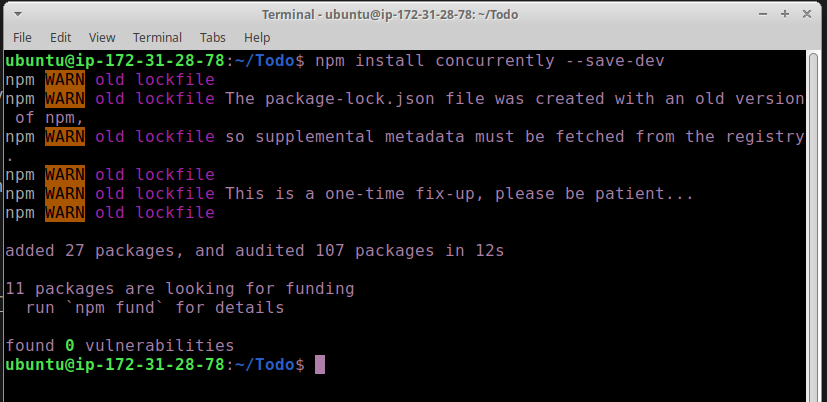 Terminal - ubuntu@ip-172-31-28-78: ~/Todo
File Edit View Terminal Tabs Help
ubuntu@ip-172-31-28-78:~/Todo$ npm install concurrently --save-dev
npm WARN old lockfile
npm WARN old lockfile The package-lock.json file was created with an old version
 of npm,
npm WARN old lockfile so supplemental metadata must be fetched from the registry
.
npm WARN old lockfile
npm WARN old lockfile This is a one-time fix-up, please be patient...
npm WARN old lockfile
added 27 packages, and audited 107 packages in 12s
11 packages are looking for funding
  run `npm fund` for details
found 0 vulnerabilities
ubuntu@ip-172-31-28-78:~/Todo$